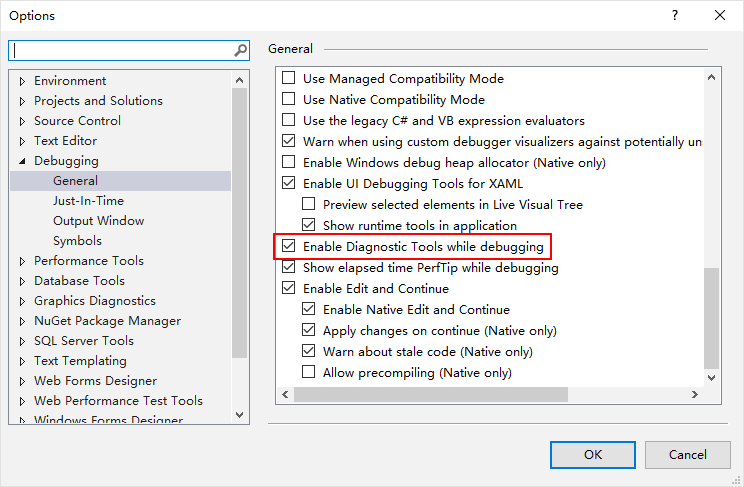 Options
General
Environment
Projects and Solutions
Source Control
Text Editor
Debugging
General
Just-In-Time
Output Window
Symbols
Performance Tools
Database Tools
Graphics Diagnostics
NuGet Package Manager
SQL Server Tools
Text Templating
Web Forms Designer
Web Performance Test Tools
Windows Forms Designer
Use Managed Compatibility Mode
Use Native Compatibility Mode
Use the legacy C# and VB expression evaluators
Warn when using custom debugger visualizers against potentially un
Enable Windows debug heap allocator (Native only)
Enable UI Debugging Tools for XAML
Preview selected elements in Live Visual Tree
Show runtime tools in application
Enable Diagnostic Tools while debugging
Show elapsed time PerfTip while debugging
Enable Edit and Continue
Enable Native Edit and Continue
Apply changes on continue (Native only)
Warn about stale code (Native only)
Allow precompiling (Native only)
OK
Cancel